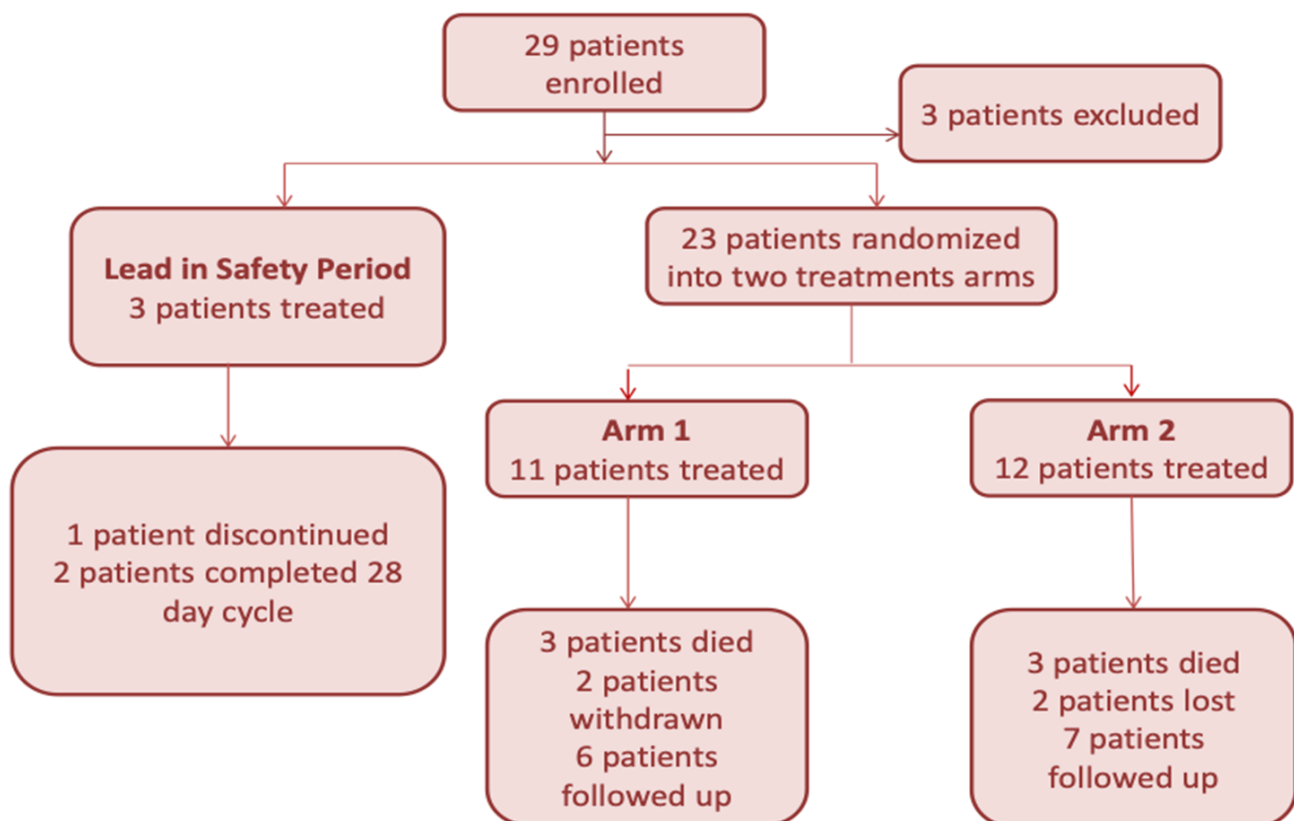 29 patients
enrolled
3 patients excluded
Lead in Safety Period
3 patients treated
23 patients randomized
into two treatments arms
1 patient discontinued
2 patients completed 28
day cycle
Arm 1
11 patients treated
Arm 2
12 patients treated
3 patients died
2 patients
withdrawn
6 patients
followed up
3 patients died
2 patients lost
7 patients
followed up